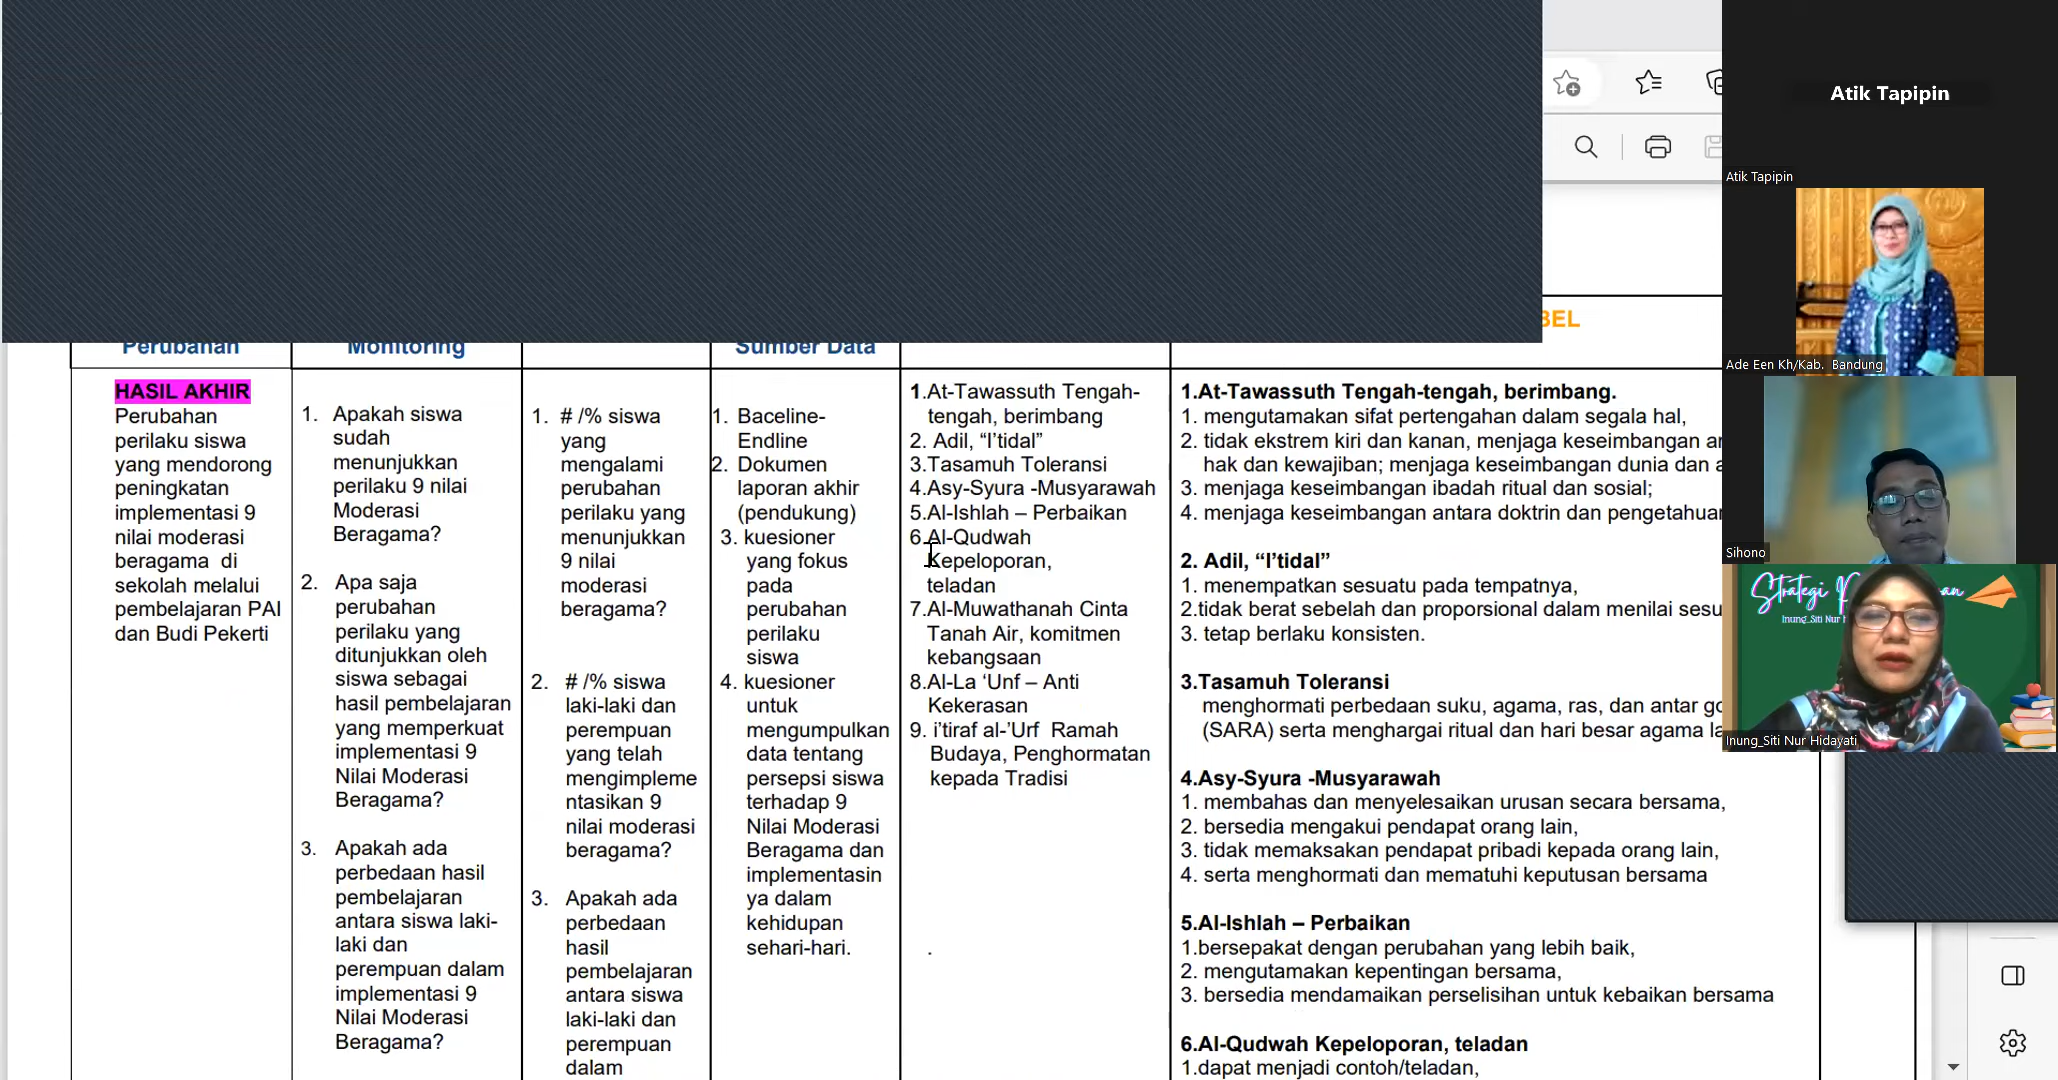 BEL
Perubahan
Monitoring
Sumber Data
HASIL AKHIR
Perubahan
perilaku siswa
yang mendorong
peningkatan
implementasi 9
nilai moderasi
beragama di
sekolah melalui
pembelajaran PAI
dan Budi Pekerti
1. Apakah siswa
sudah
menunjukkan
perilaku 9 nilai
Moderasi
Beragama?
2. Apa saja
perubahan
perilaku yang
ditunjukkan oleh
siswa sebagai
hasil pembelajaran
yang memperkuat
implementasi 9
Nilai Moderasi
Beragama?
3. Apakah ada
perbedaan hasil
pembelajaran
antara siswa laki-
laki dan
perempuan dalam
implementasi 9
Nilai Moderasi
Beragama?
1. # /% siswa
yang
mengalami
perubahan
perilaku yang
menunjukkan
9 nilai
moderasi
beragama?
2. # /% siswa
laki-laki dan
perempuan
yang telah
mengimpleme
ntasikan 9
nilai moderasi
beragama?
3. Apakah ada
perbedaan
hasil
pembelajaran
antara siswa
laki-laki dan
perempuan
dalam
1. Baceline-
Endline
2. Dokumen
laporan akhir
(pendukung)
3. kuesioner
yang fokus
pada
perubahan
perilaku
siswa
4. kuesioner
untuk
mengumpulkan
data tentang
persepsi siswa
terhadap 9
Nilai Moderasi
Beragama dan
implementasin
ya dalam
kehidupan
sehari-hari.
1.At-Tawassuth Tengah-
tengah, berimbang
2. Adil, “I’tidal”
3.Tasamuh Toleransi
4.Asy-Syura -Musyarawah
5.Al-Ishlah – Perbaikan
6.Al-Qudwah
Kepeloporan,
teladan
7.Al-Muwathanah Cinta
Tanah Air, komitmen
kebangsaan
8.Al-La ‘Unf – Anti
Kekerasan
9. i’tiraf al-’Urf Ramah
Budaya, Penghormatan
kepada Tradisi
.
1.At-Tawassuth Tengah-tengah, berimbang.
1. mengutamakan sifat pertengahan dalam segala hal,
2. tidak ekstrem kiri dan kanan, menjaga keseimbangan
hak dan kewajiban; menjaga keseimbangan dunia dan
3. menjaga keseimbangan ibadah ritual dan sosial;
4. menjaga keseimbangan antara doktrin dan pengetahuan
2. Adil, “I’tidal”
1. menempatkan sesuatu pada tempatnya,
2.tidak berat sebelah dan proporsional dalam menilai sesu
3. tetap berlaku konsisten.
3.Tasamuh Toleransi
menghormati perbedaan suku, agama, ras, dan antar go
(SARA) serta menghargai ritual dan hari besar agama la
4.Asy-Syura -Musyarawah
1. membahas dan menyelesaikan urusan secara bersama,
2. bersedia mengakui pendapat orang lain,
3. tidak memaksakan pendapat pribadi kepada orang lain,
4. serta menghormati dan mematuhi keputusan bersama
5.Al-Ishlah – Perbaikan
1.bersepakat dengan perubahan yang lebih baik,
2. mengutamakan kepentingan bersama,
3. bersedia mendamaikan perselisihan untuk kebaikan bersama
6.Al-Qudwah Kepeloporan, teladan
1.dapat menjadi contoh/teladan,
Atik Tapipin
Atik Tapipin
Ade Een Kh/Kab. Bandung
Sihono
Strategi
Inung_Siti Nur
Inung_Siti Nur Hidayati